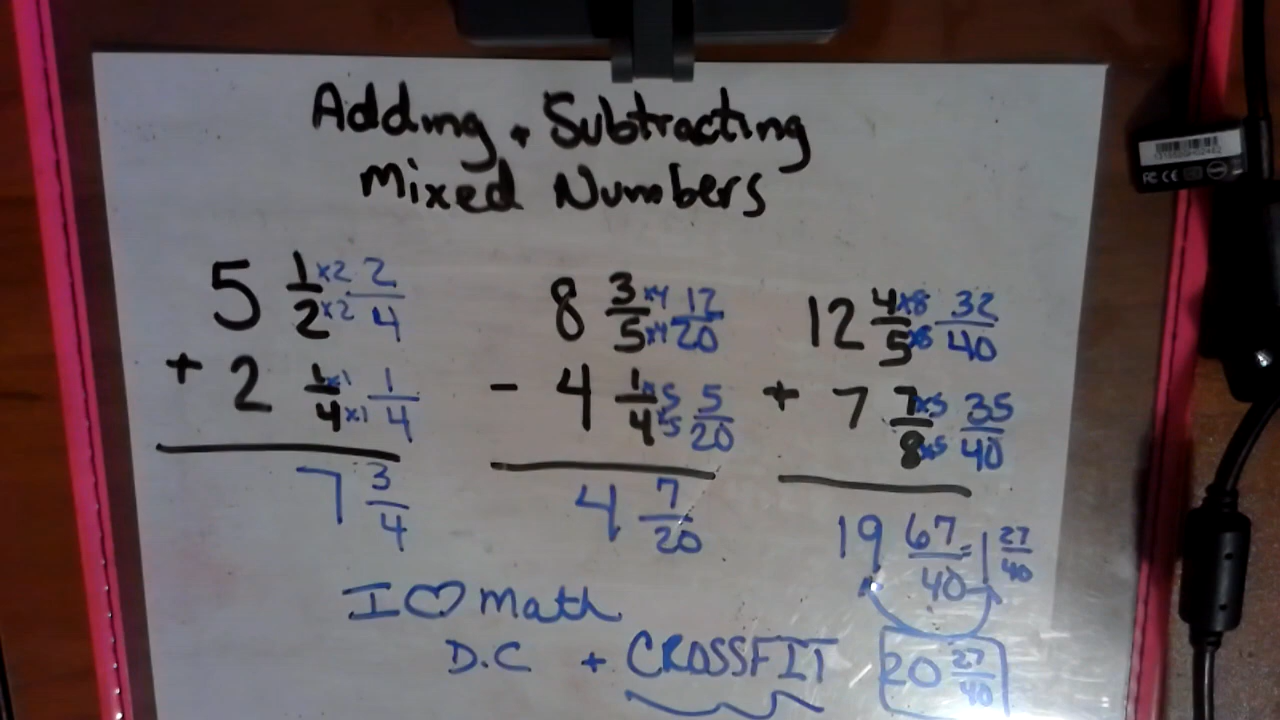 Adding + Subtracting
Mixed Numbers
5 1/2 ×2 ×2 2/4
+ 2 1/4 ×1 ×1 1/4
7 3/4
8 3/5 ×4 ×4 12/20
- 4 1/4 ×5 ×5 5/20
4 7/20
12 4/5 ×8 ×8 32/40
+ 7 7/8 ×5 ×5 35/40
19 67/40 = 1 27/40
20 27/40
I ♡ math
D.C + CROSSFIT
FC CE